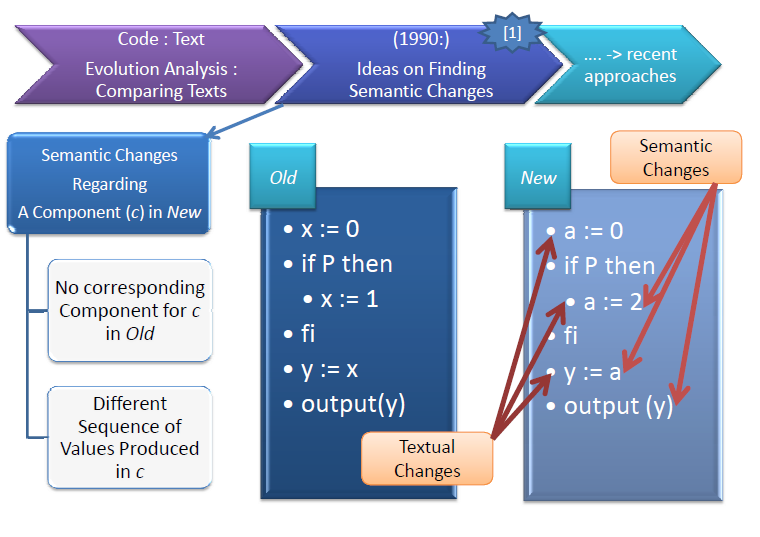 Code : Text
Evolution Analysis :
Comparing Texts
(1990:)
Ideas on Finding
Semantic Changes
[1]
.... -> recent
approaches
Semantic Changes
Regarding
A Component (c) in New
No corresponding
Component for c
in Old
Different
Sequence of
Values Produced
in c
Old
• x := 0
• if P then
• x := 1
• fi
• y := x
• output(y)
Textual
Changes
New
Semantic
Changes
• a := 0
• if P then
• a := 2
• fi
• y := a
• output (y)